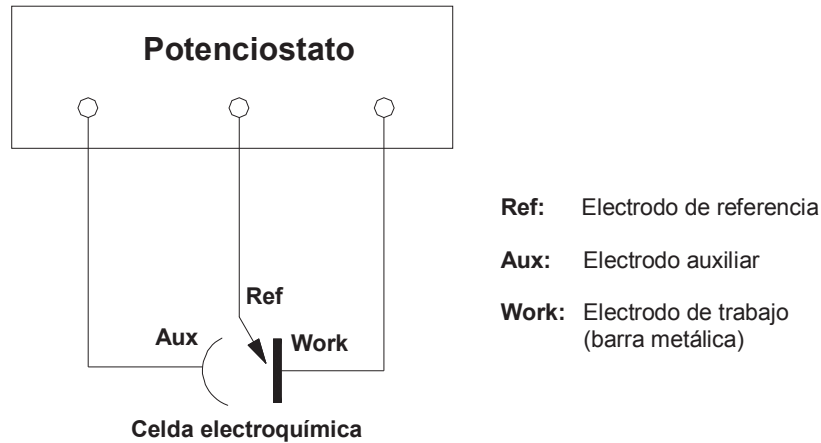 Potenciostato
Ref: Electrodo de referencia
Aux: Electrodo auxiliar
Work: Electrodo de trabajo
(barra metálica)
Ref
Aux
Work
Celda electroquímica